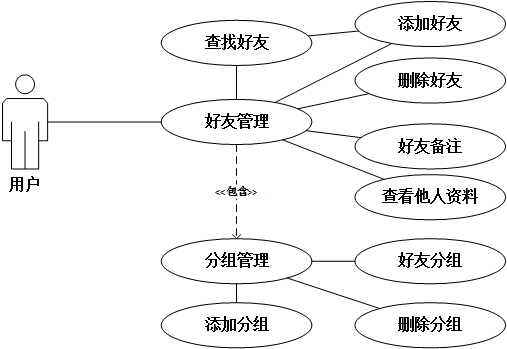 查找好友
添加好友
删除好友
用户
好友管理
好友备注
查看他人资料
<<包含>>
分组管理
好友分组
添加分组
删除分组